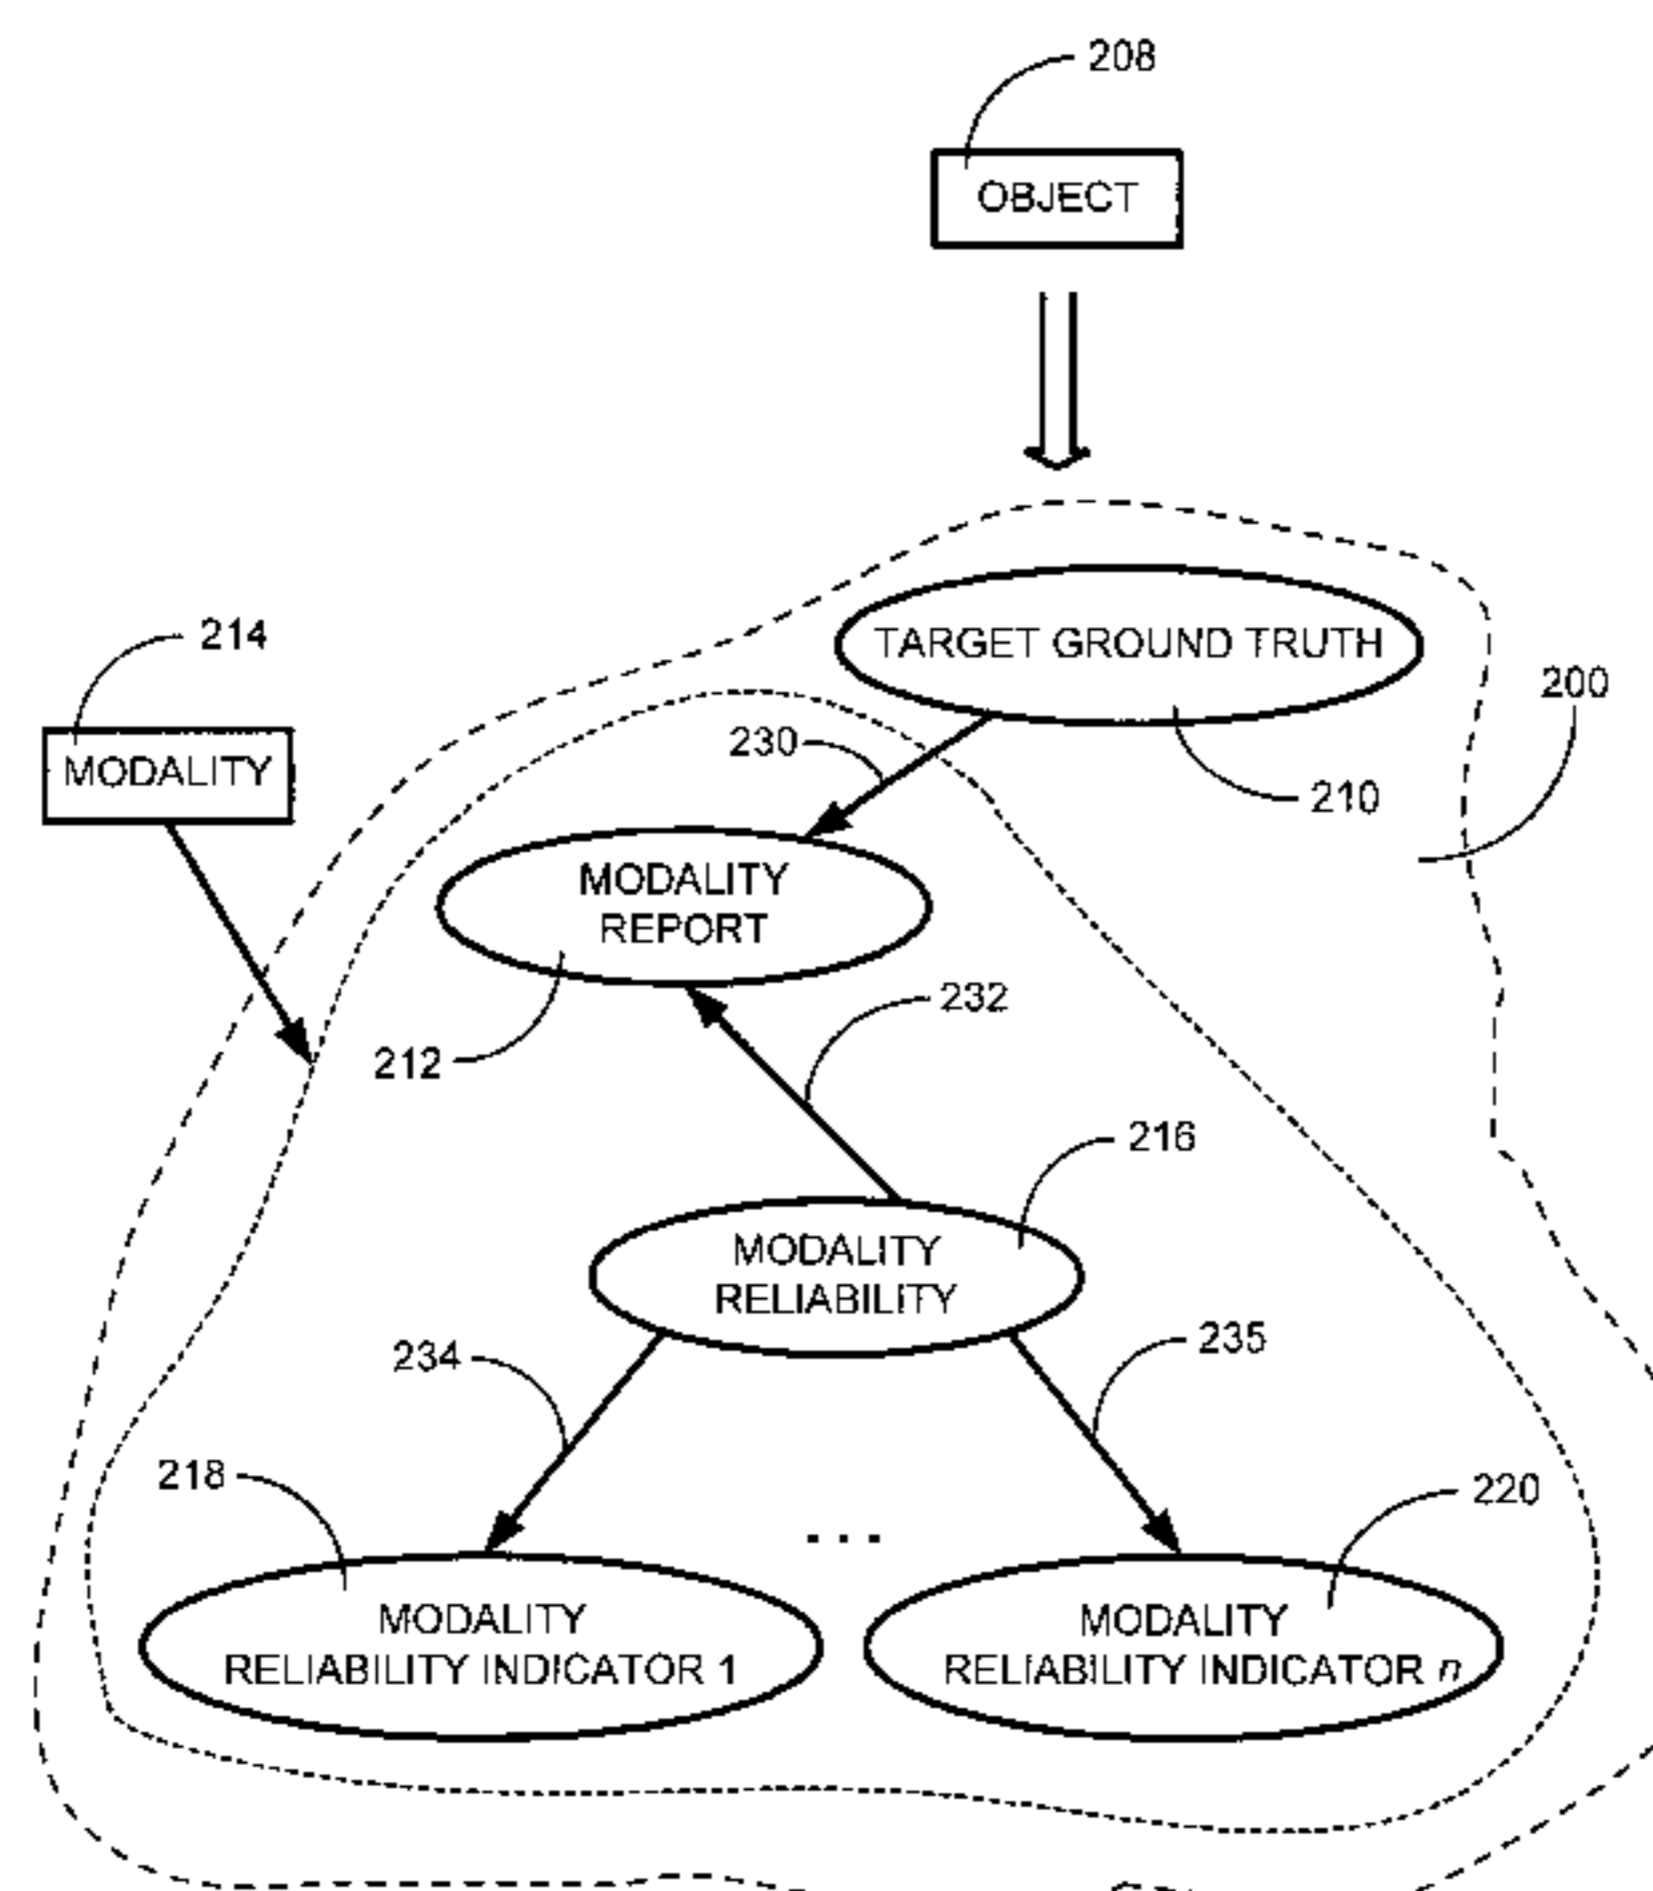 208
OBJECT
214
MODALITY
TARGET GROUND TRUTH
200
230
210
MODALITY
REPORT
212
232
216
MODALITY
RELIABILITY
234
235
218
220
...
MODALITY
RELIABILITY INDICATOR 1
MODALITY
RELIABILITY INDICATOR n